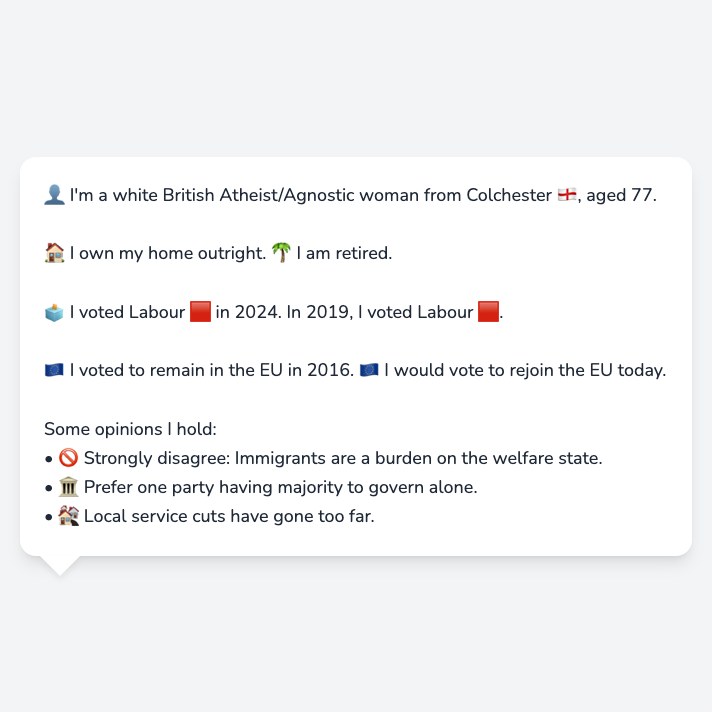 👤 I'm a white British Atheist/Agnostic woman from Colchester 🏴󠁧󠁢󠁥󠁮󠁧󠁿, aged 77.
🏠 I own my home outright. 🌴 I am retired.
🗳️ I voted Labour 🟥 in 2024. In 2019, I voted Labour 🟥.
🇪🇺 I voted to remain in the EU in 2016. 🇪🇺 I would vote to rejoin the EU today.
Some opinions I hold:
• 🚫 Strongly disagree: Immigrants are a burden on the welfare state.
• 🏛️ Prefer one party having majority to govern alone.
• 🏚️ Local service cuts have gone too far.